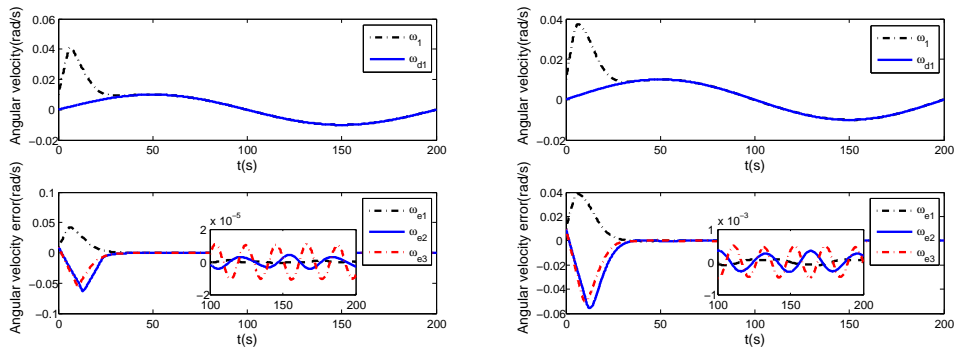 0.06
0.04
0.02
0
−0.02
Angular velocity(rad/s)
ω1
ωd1
0 50 100 150 200
t(s)
0.04
0.02
0
−0.02
Angular velocity(rad/s)
ω1
ωd1
0 50 100 150 200
t(s)
0.1
0.05
0
−0.05
−0.1
Angular velocity error(rad/s)
x 10−5
2
0
−2
100 150 200
ωe1
ωe2
ωe3
0 50 100 150 200
t(s)
0.04
0.02
0
−0.02
−0.04
−0.06
Angular velocity error(rad/s)
x 10−3
1
0
−1
100 150 200
ωe1
ωe2
ωe3
0 50 100 150 200
t(s)